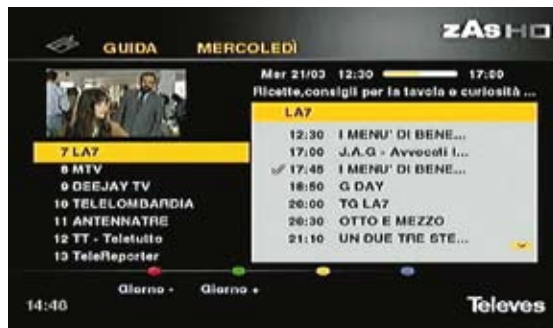 GUIDA MERCOLEDÌ zAs HD
Mer 21/03 12:30 17:00
Ricette,consigli per la tavola e curiosità ...
LA7
12:30 I MENU' DI BENE...
17:00 J.A.G - Avvocati i...
17:45 I MENU' DI BENE...
18:50 G DAY
20:00 TG LA7
20:30 OTTO E MEZZO
21:10 UN DUE TRE STE...
7 LA7
8 MTV
9 DEEJAY TV
10 TELELOMBARDIA
11 ANTENNATRE
12 TT - Teletutto
13 TeleReporter
Giorno - Giorno +
14:40 Televes